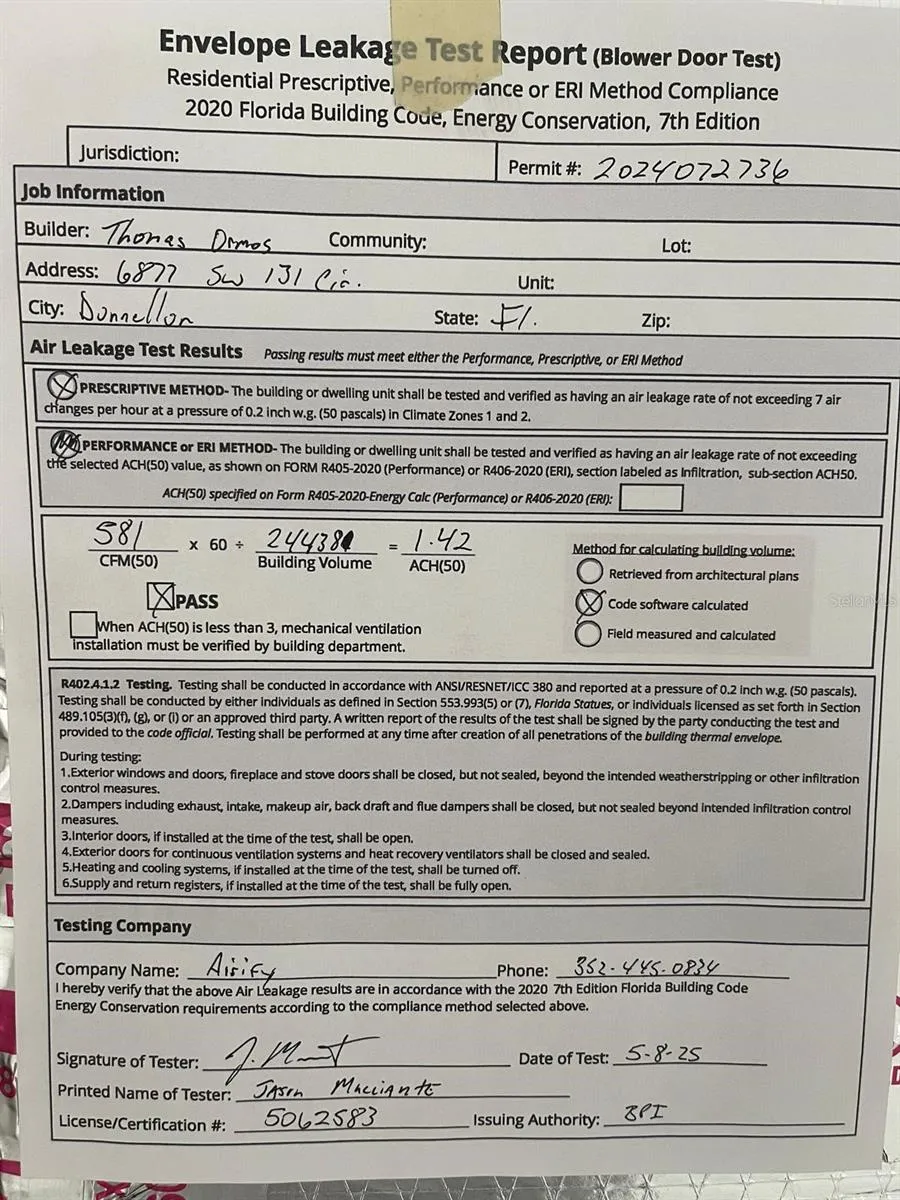 Envelope Leakage Test Report (Blower Door Test)
Residential Prescriptive, Performance or ERI Method Compliance
2020 Florida Building Code, Energy Conservation, 7th Edition
Jurisdiction:
Permit #: 2024072736
Job Information
Builder: Thomas Dimos Community: Lot:
Address: 6877 SW 131 Cir. Unit:
City: Dunnellon State: Fl. Zip:
Air Leakage Test Results Passing results must meet either the Performance, Prescriptive, or ERI Method
PRESCRIPTIVE METHOD- The building or dwelling unit shall be tested and verified as having an air leakage rate of not exceeding 7 air
changes per hour at a pressure of 0.2 inch w.g. (50 pascals) in Climate Zones 1 and 2.
PERFORMANCE or ERI METHOD- The building or dwelling unit shall be tested and verified as having an air leakage rate of not exceeding
the selected ACH(50) value, as shown on FORM R405-2020 (Performance) or R406-2020 (ERI), section labeled as Infiltration, sub-section ACH50.
ACH(50) specified on Form R405-2020-Energy Calc (Performance) or R406-2020 (ERI):
581 x 60 ÷ = 1.42
CFM(50) Building Volume ACH(50)
PASS
When ACH(50) is less than 3, mechanical ventilation
installation must be verified by building department.
Method for calculating building volume:
Retrieved from architectural plans
Code software calculated
Field measured and calculated
R402.4.1.2 Testing. Testing shall be conducted in accordance with ANSI/RESNET/ICC 380 and reported at a pressure of 0.2 inch w.g. (50 pascals).
Testing shall be conducted by either individuals as defined in Section 553.993(5) or (7), Florida Statues, or individuals licensed as set forth in Section
489.105(3)(f), (g), or (i) or an approved third party. A written report of the results of the test shall be signed by the party conducting the test and
provided to the code official. Testing shall be performed at any time after creation of all penetrations of the building thermal envelope.
During testing:
1.Exterior windows and doors, fireplace and stove doors shall be closed, but not sealed, beyond the intended weatherstripping or other infiltration
control measures.
2.Dampers including exhaust, intake, makeup air, back draft and flue dampers shall be closed, but not sealed beyond intended infiltration control
measures.
3.Interior doors, if installed at the time of the test, shall be open.
4.Exterior doors for continuous ventilation systems and heat recovery ventilators shall be closed and sealed.
5.Heating and cooling systems, if installed at the time of the test, shall be turned off.
6.Supply and return registers, if installed at the time of the test, shall be fully open.
Testing Company
Company Name: Airify Phone: 352-445-0834
I hereby verify that the above Air Leakage results are in accordance with the 2020 7th Edition Florida Building Code
Energy Conservation requirements according to the compliance method selected above.
Signature of Tester: Date of Test: 5-8-25
Printed Name of Tester: Jason
License/Certification #: 5062583 Issuing Authority: BPI